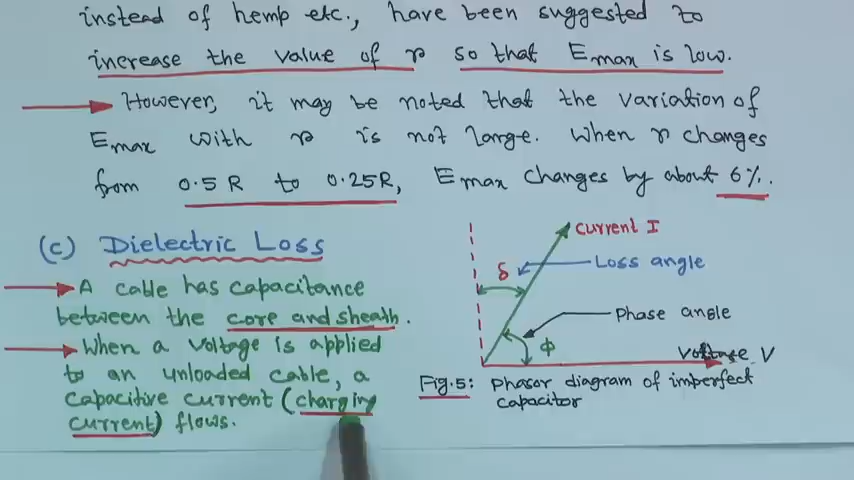 instead of hemp etc., have been suggested to
increase the value of r so that Emax is low.
However, it may be noted that the variation of
Emax with r is not large. When r changes
from 0.5 R to 0.25R, Emax changes by about 6%.
(c) Dielectric Loss
A cable has capacitance
between the core and sheath.
When a voltage is applied
to an unloaded cable, a
capacitive current (charging
current) flows.
current I
δ
Loss angle
Phase angle
Φ
Voltage V
Fig.5: Phasor diagram of imperfect
capacitor